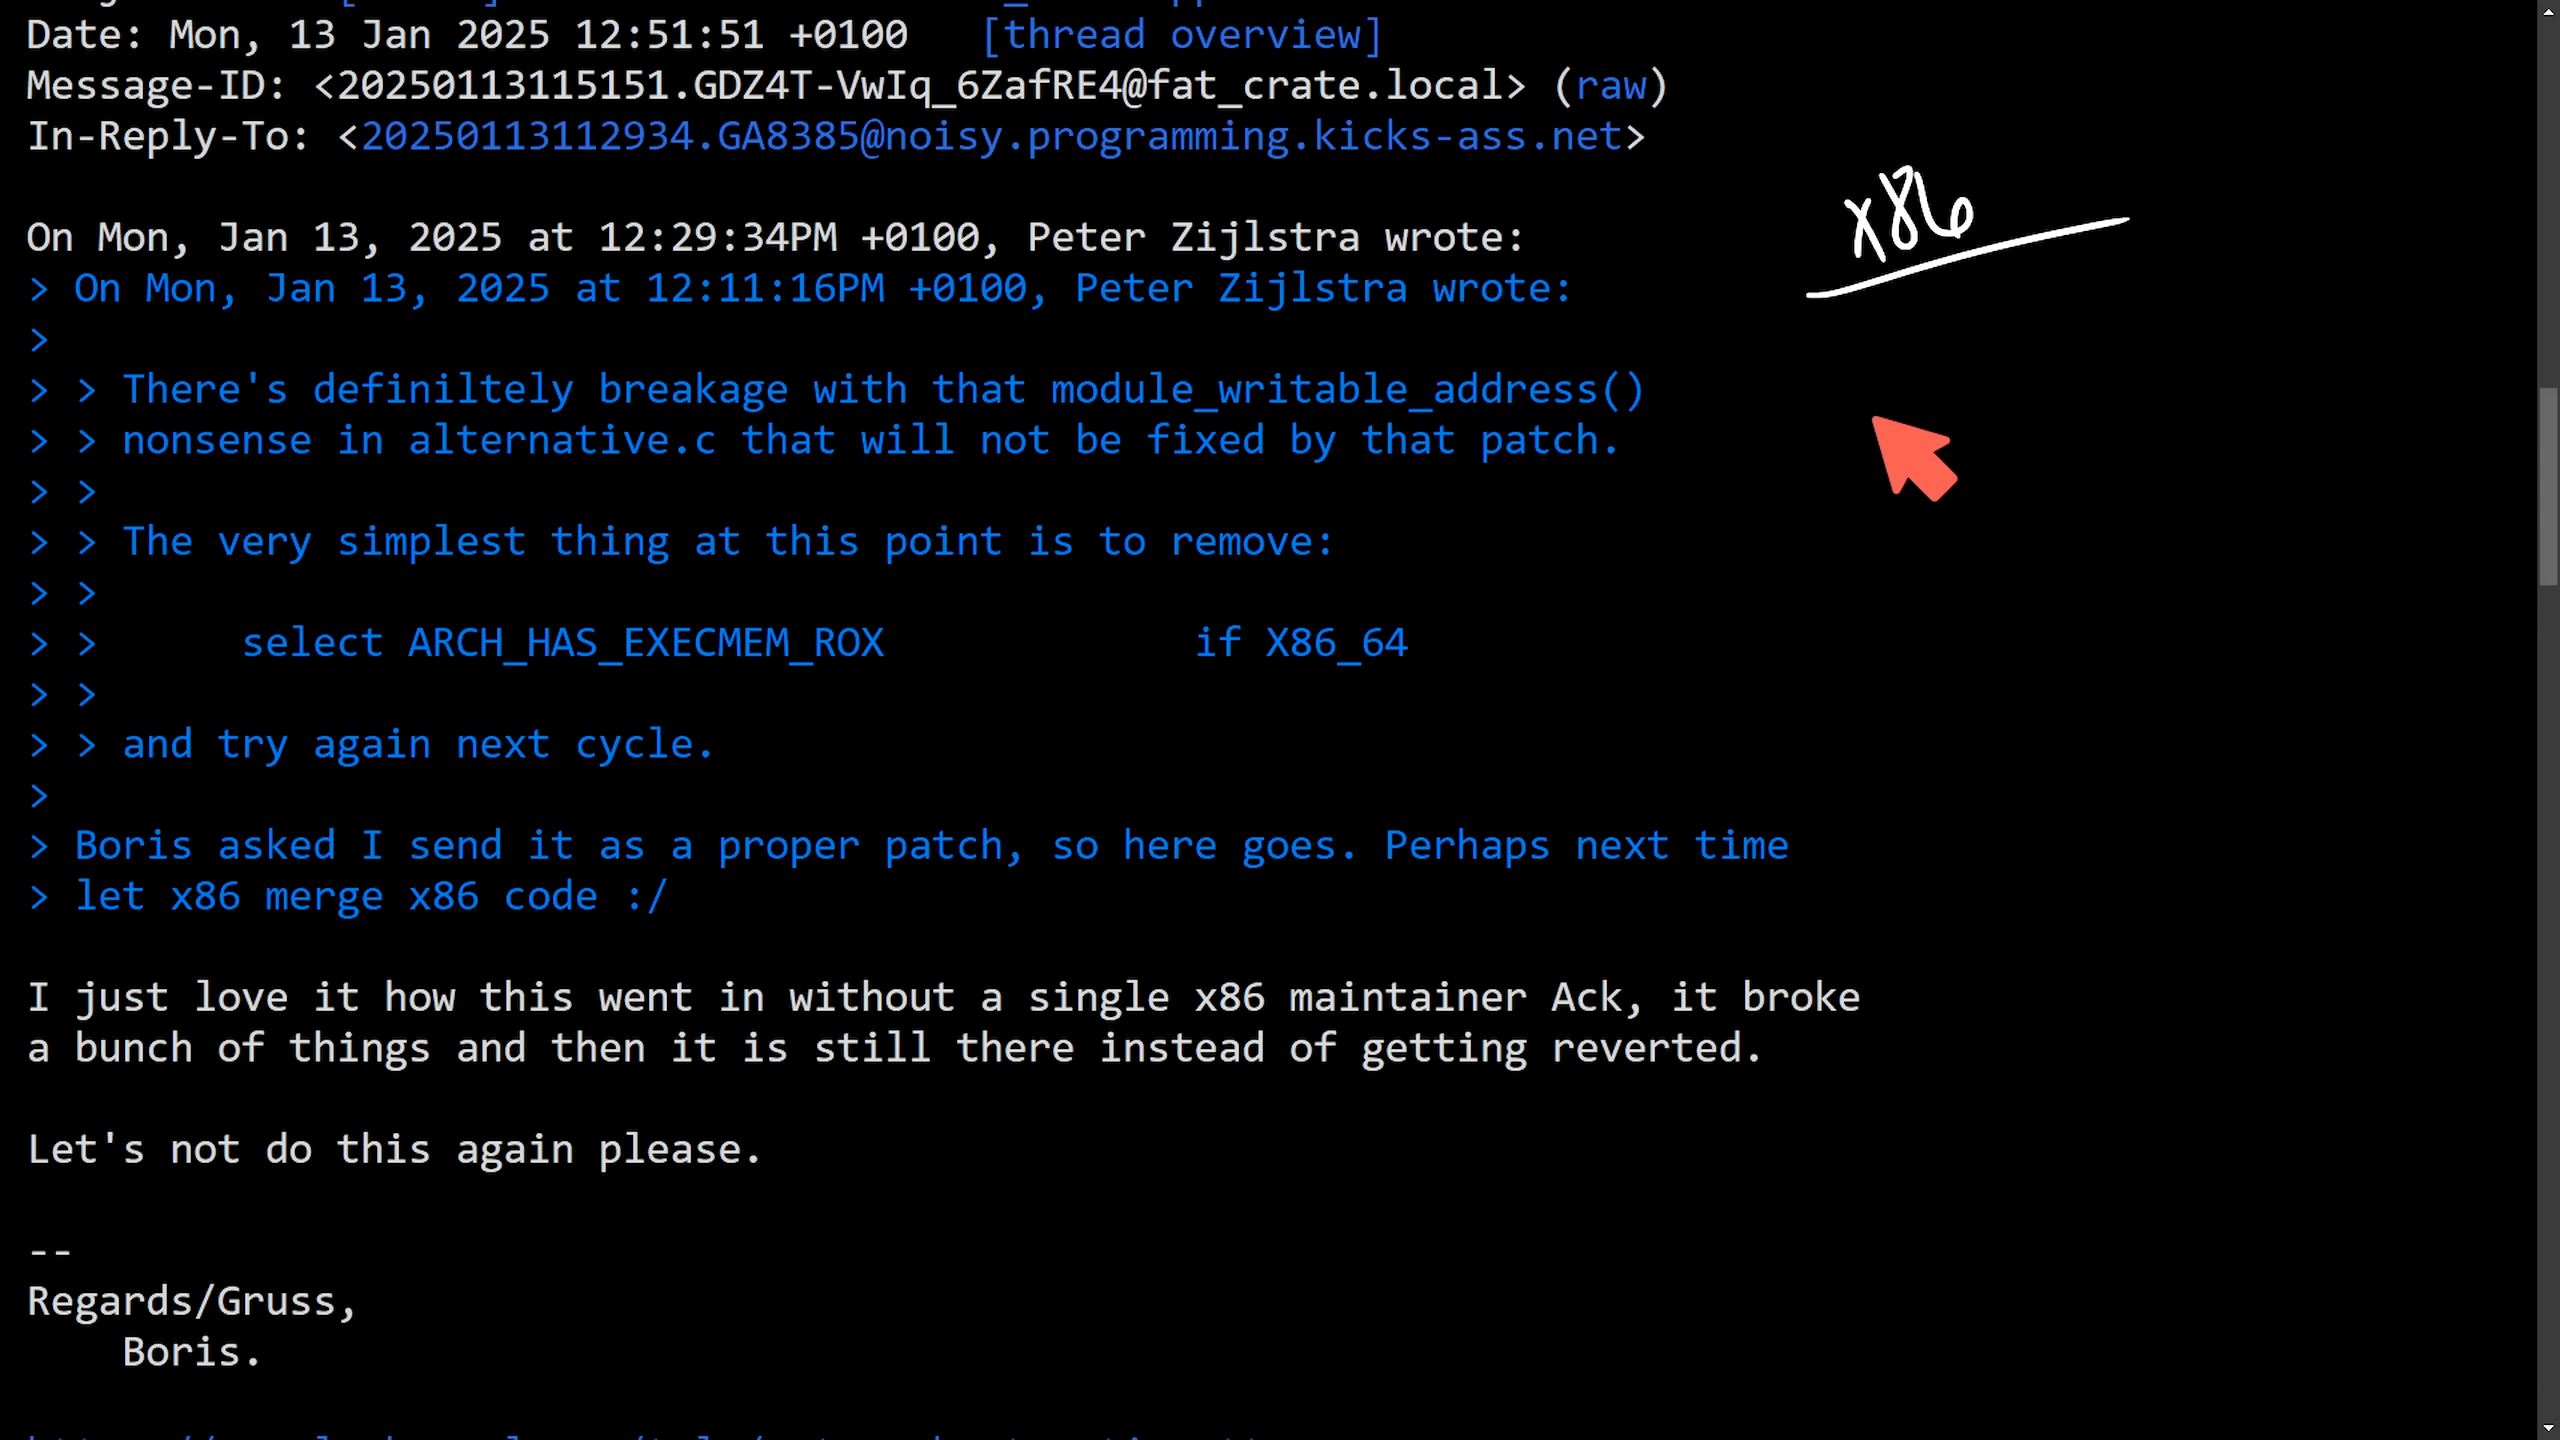 Date: Mon, 13 Jan 2025 12:51:51 +0100   [thread overview]
Message-ID: <20250113115151.GDZ4T-VwIq_6ZafRE4@fat_crate.local> (raw)
In-Reply-To: <20250113112934.GA8385@noisy.programming.kicks-ass.net>
x86
On Mon, Jan 13, 2025 at 12:29:34PM +0100, Peter Zijlstra wrote:
> On Mon, Jan 13, 2025 at 12:11:16PM +0100, Peter Zijlstra wrote:
>
> > There's definiltely breakage with that module_writable_address()
> > nonsense in alternative.c that will not be fixed by that patch.
> >
> > The very simplest thing at this point is to remove:
> >
> >      select ARCH_HAS_EXECMEM_ROX             if X86_64
> >
> > and try again next cycle.
>
> Boris asked I send it as a proper patch, so here goes. Perhaps next time
> let x86 merge x86 code :/
I just love it how this went in without a single x86 maintainer Ack, it broke
a bunch of things and then it is still there instead of getting reverted.
Let's not do this again please.
--
Regards/Gruss,
    Boris.